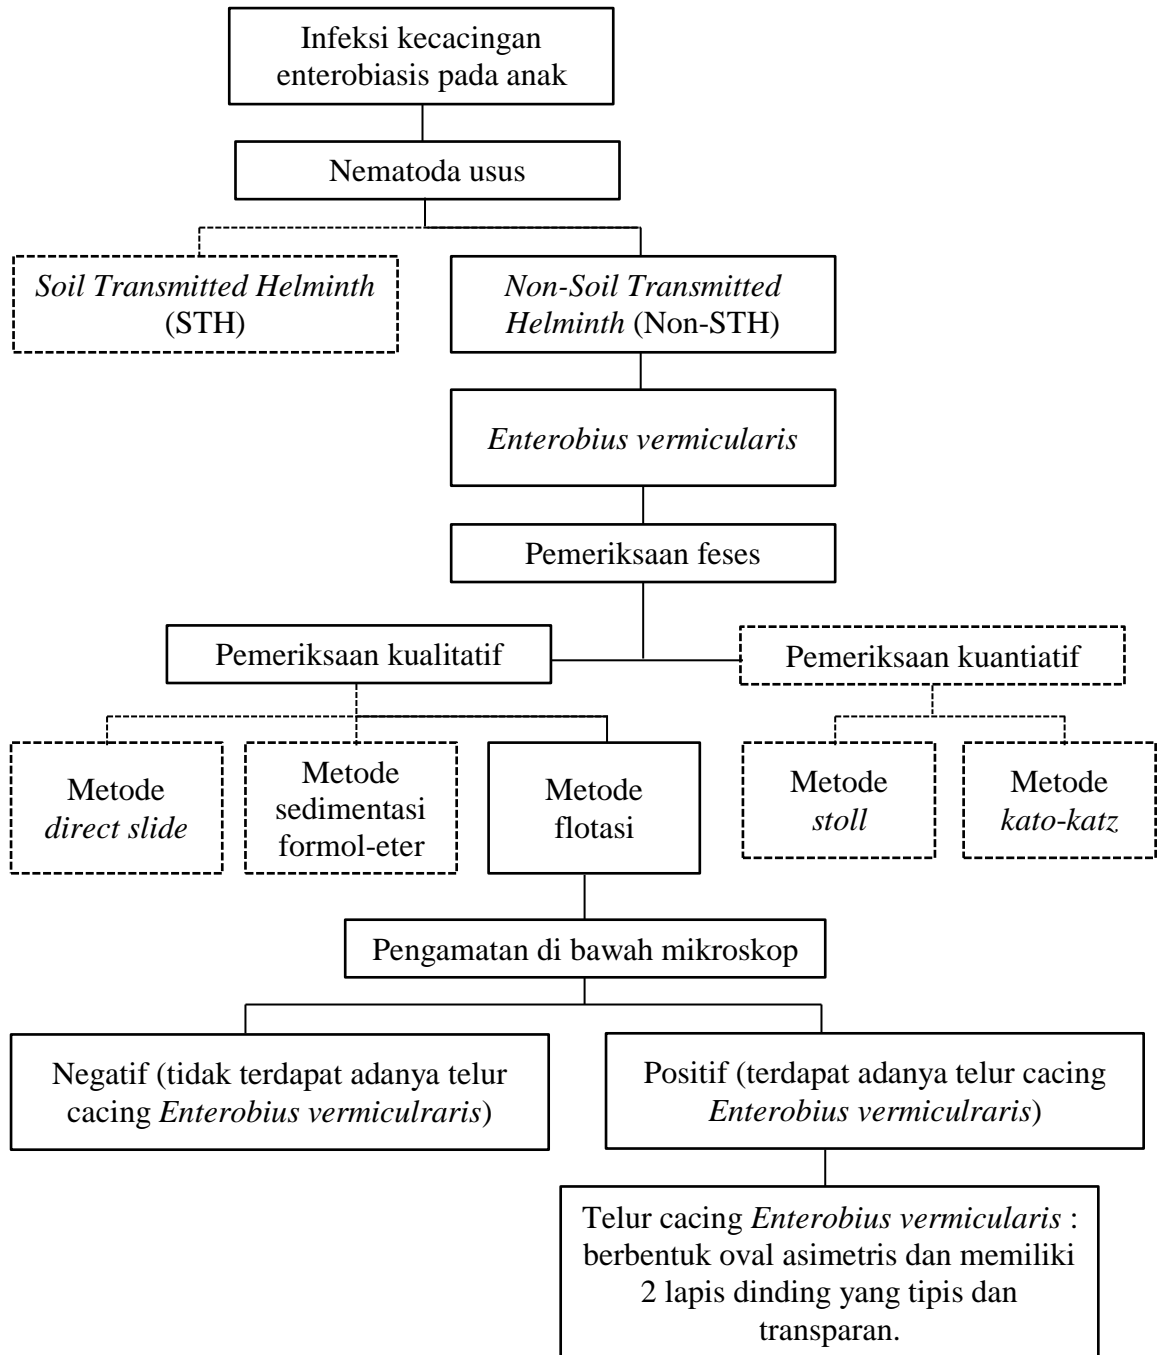 Infeksi kecacingan
enterobiasis pada anak
Nematoda usus
Soil Transmitted Helminth
(STH)
Non-Soil Transmitted
Helminth (Non-STH)
Enterobius vermicularis
Pemeriksaan feses
Pemeriksaan kualitatif
Pemeriksaan kuantiatif
Metode
direct slide
Metode
sedimentasi
formol-eter
Metode
flotasi
Metode
stoll
Metode
kato-katz
Pengamatan di bawah mikroskop
Negatif (tidak terdapat adanya telur
cacing Enterobius vermiculraris)
Positif (terdapat adanya telur cacing
Enterobius vermiculraris)
Telur cacing Enterobius vermicularis :
berbentuk oval asimetris dan memiliki
2 lapis dinding yang tipis dan
transparan.